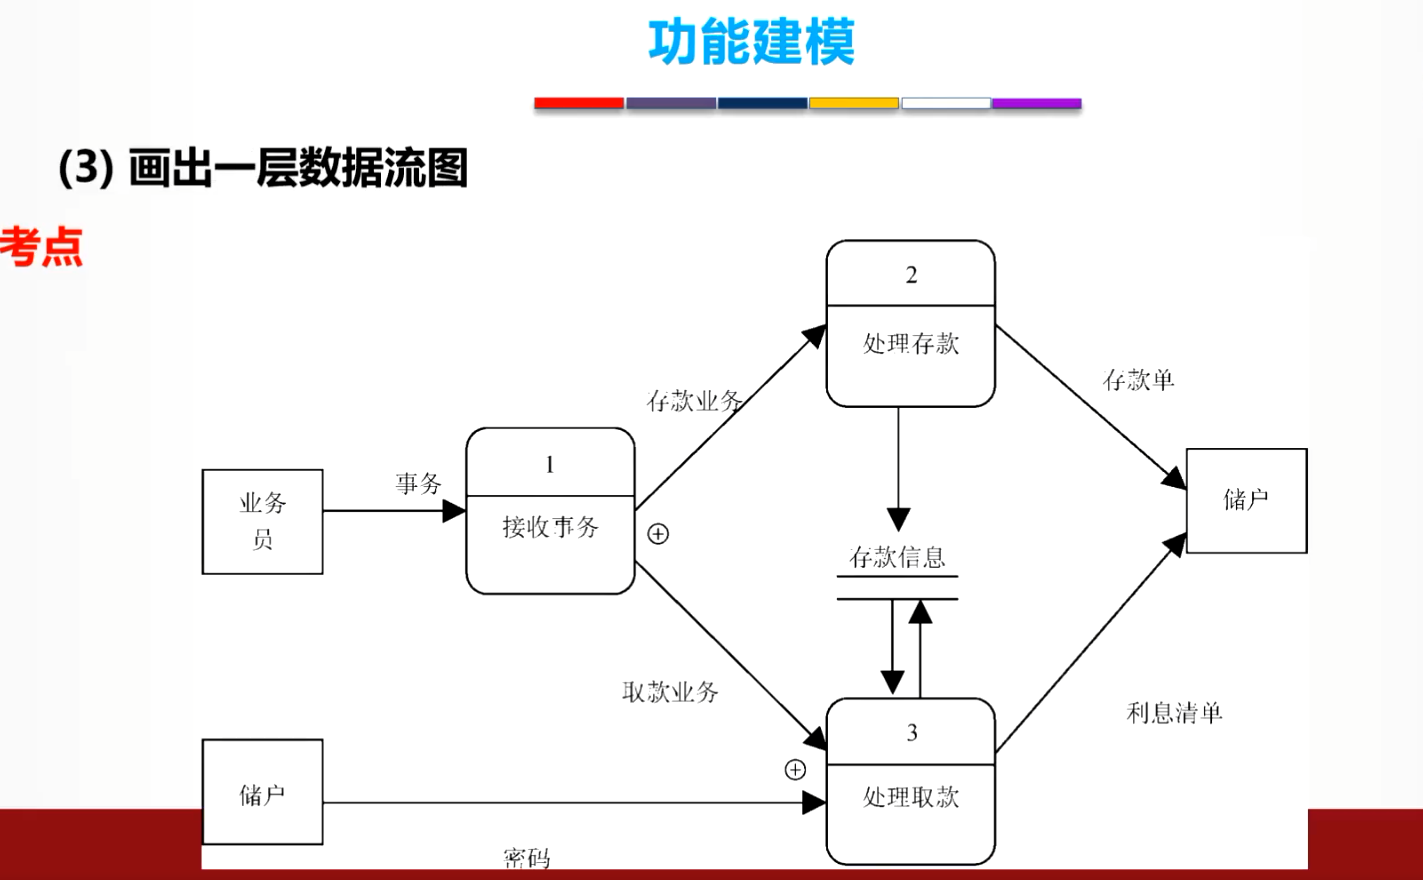 功能建模
(3) 画出一层数据流图
考点
2
处理存款
存款单
存款业务
1
事务
接收事务
业务
员
储户
存款信息
取款业务
利息清单
3
处理取款
储户
密码